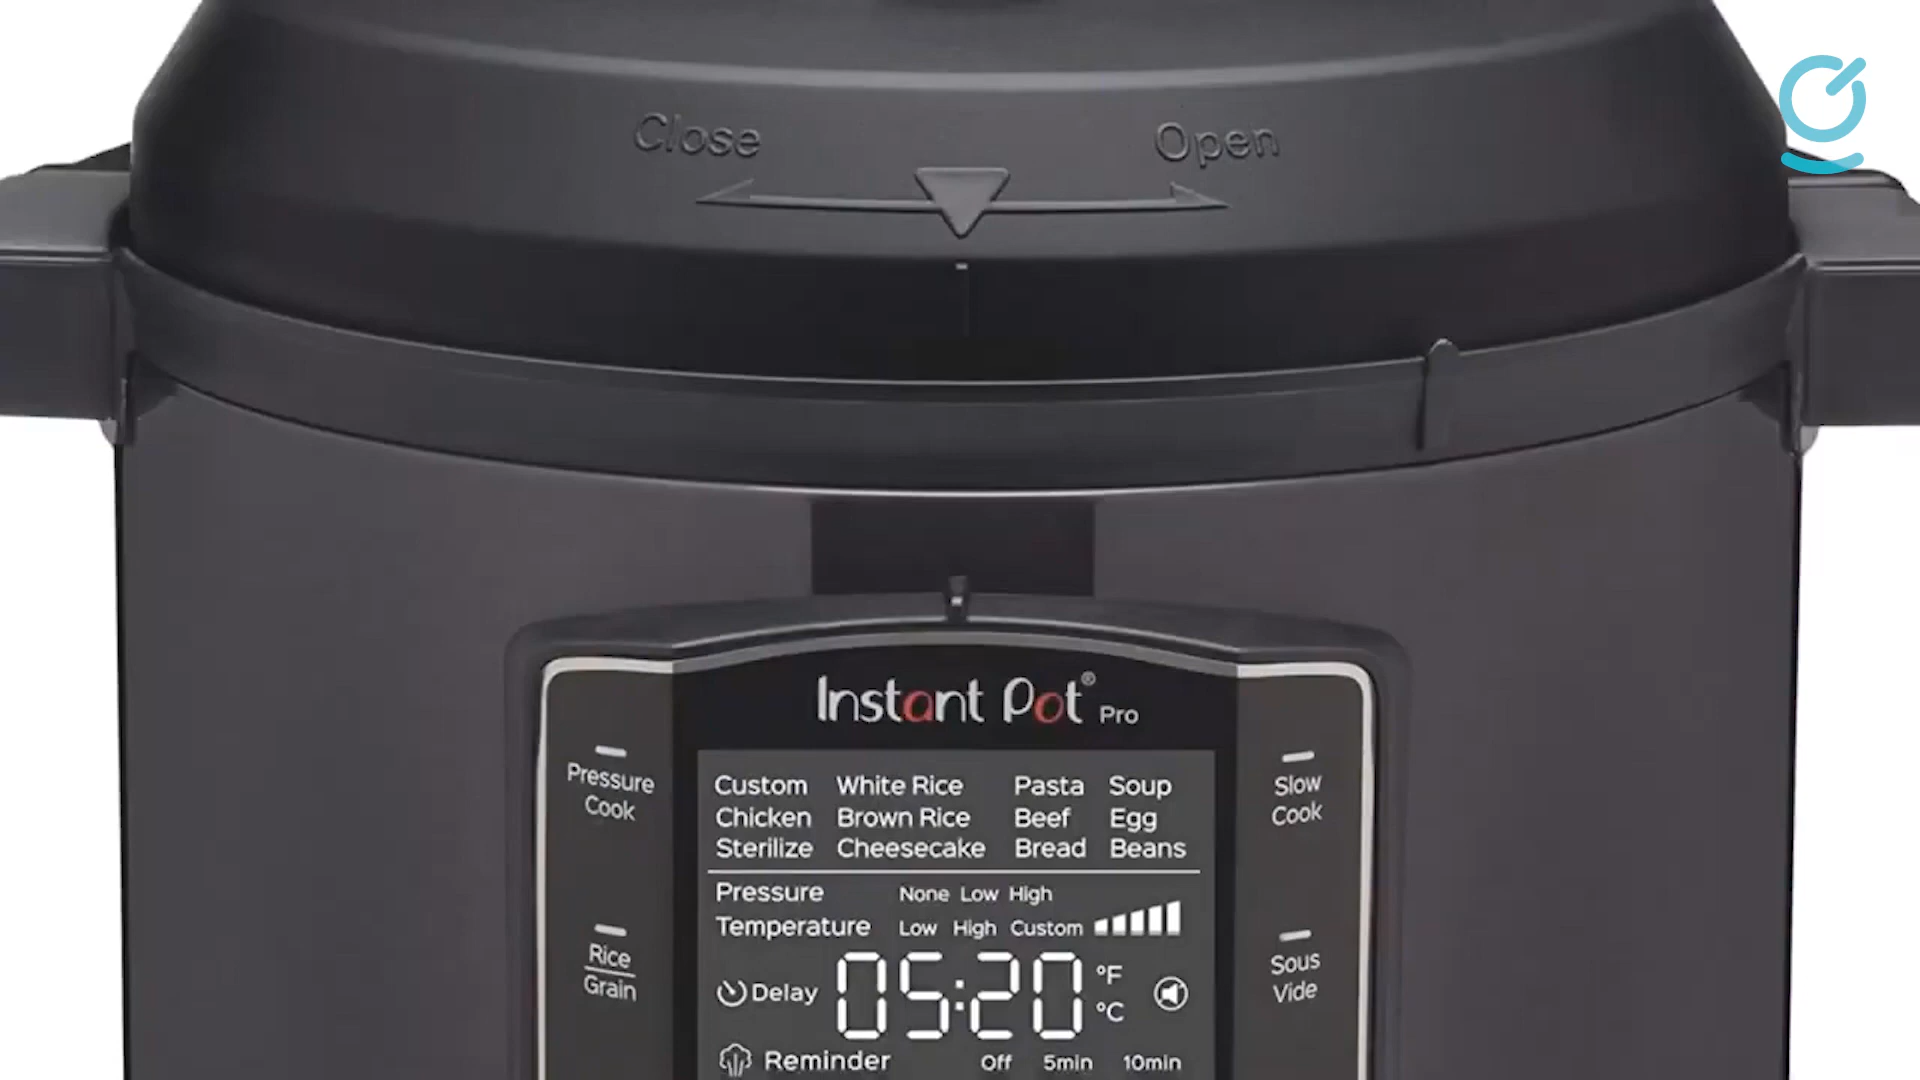 Close Open
Instant Pot® Pro
Pressure
Cook
Rice
Grain
Custom White Rice Pasta Soup
Chicken Brown Rice Beef Egg
Sterilize Cheesecake Bread Beans
Pressure None Low High
Temperature Low High Custom
Delay 05:20 °F
°C
Reminder Off 5min 10min
Slow
Cook
Sous
Vide